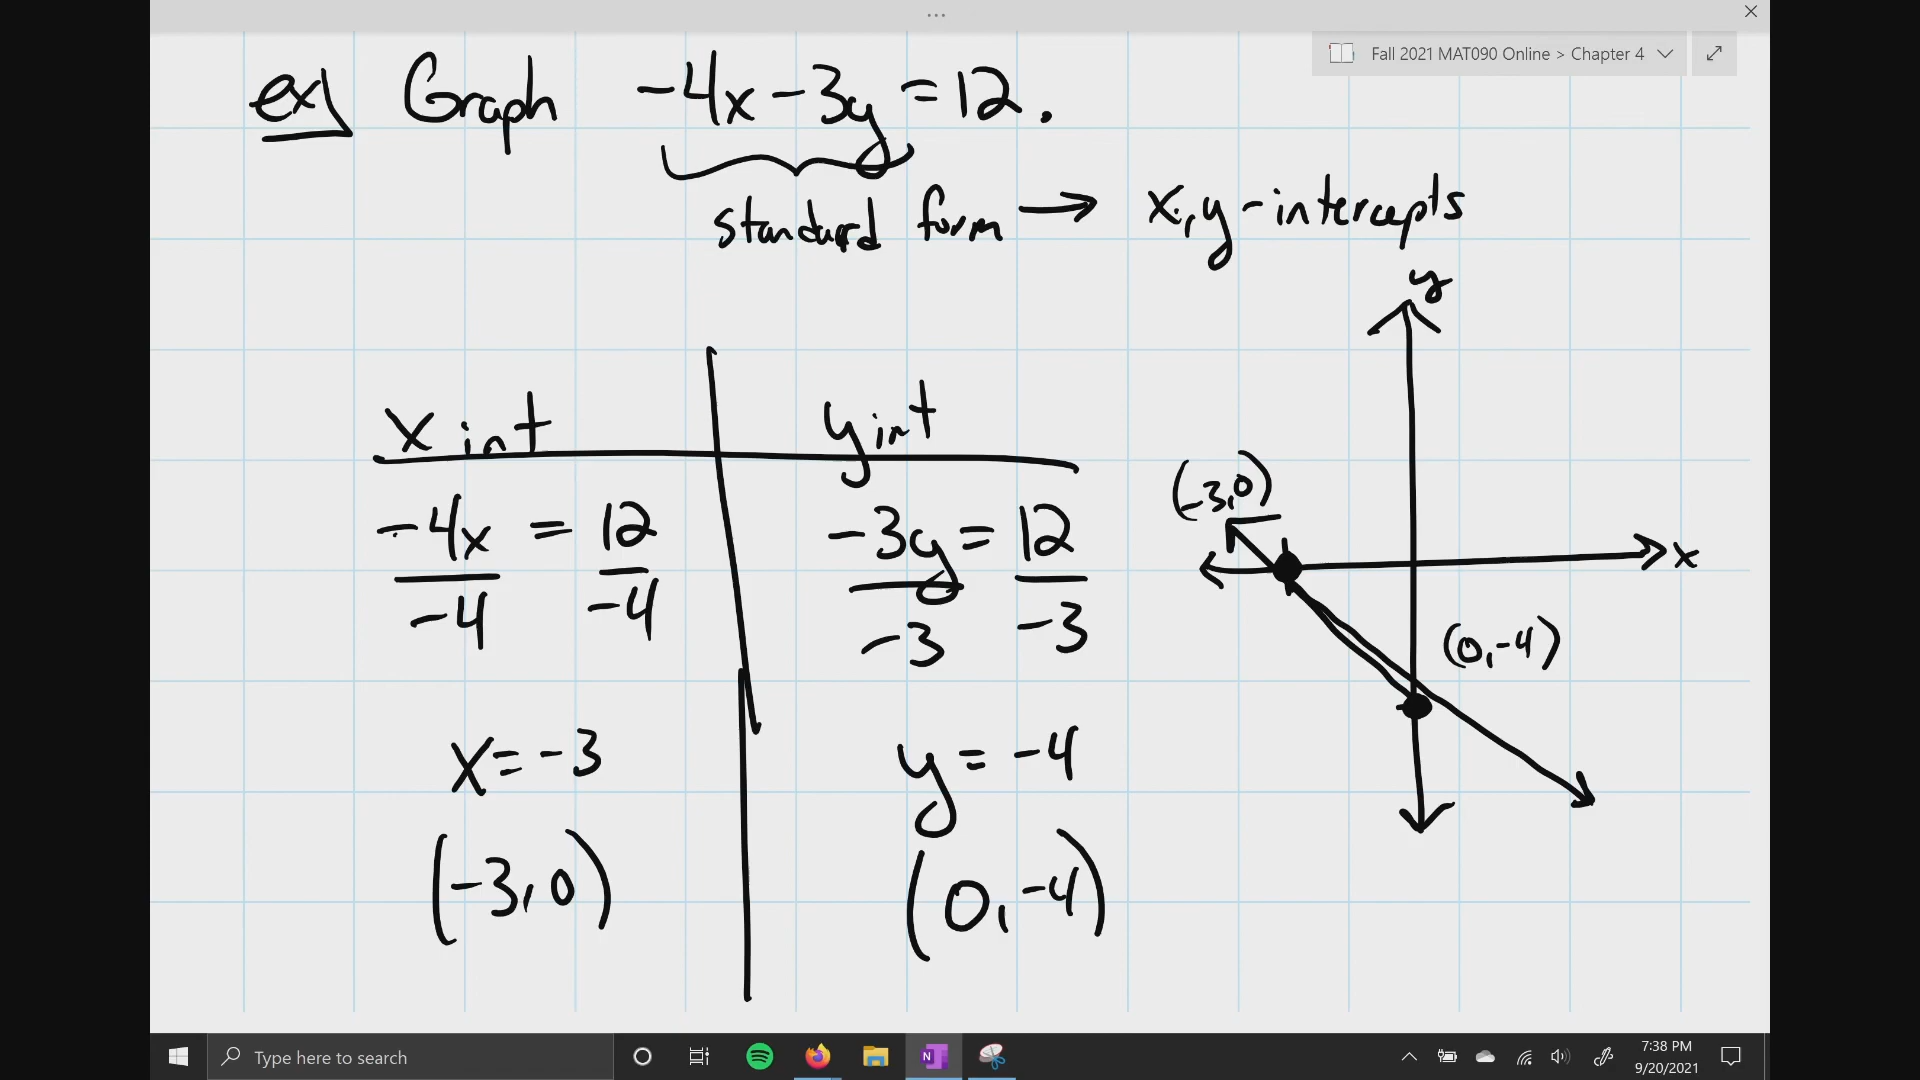 Fall 2021 MAT090 Online > Chapter 4
ex) Graph -4x-3y=12.
standard form → x,y-intercepts
y
x int
y int
-4x = 12
-4 -4
-3y = 12
-3 -3
(-3,0)
x
(0,-4)
x=-3
y=-4
(-3,0)
(0,-4)
Type here to search
7:38 PM
9/20/2021